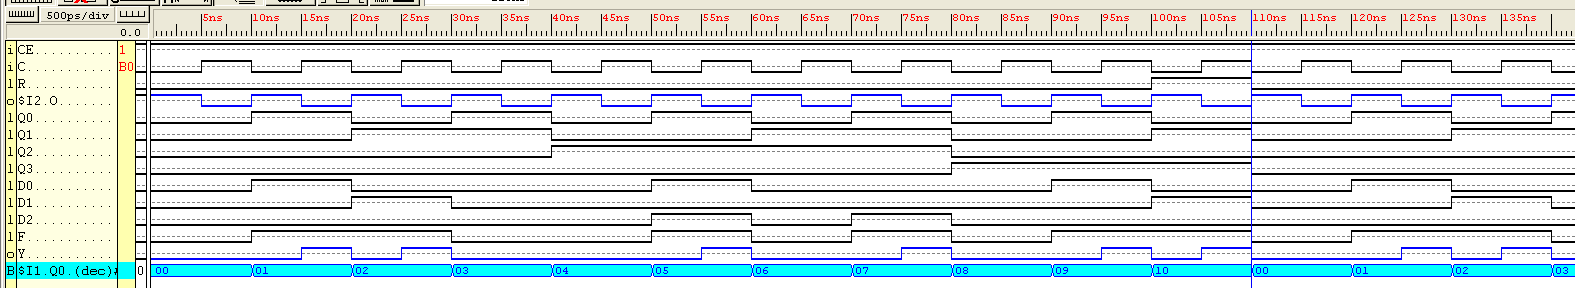 500ps/div
5ns 10ns 15ns 20ns 25ns 30ns 35ns 40ns 45ns 50ns 55ns 60ns 65ns 70ns 75ns 80ns 85ns 90ns 95ns 100ns 105ns 110ns 115ns 120ns 125ns 130ns 135ns
0.0
i CE.......... 1
i C........... B0
l R...........
o $I2.O.......
l Q0..........
l Q1..........
l Q2..........
l Q3..........
l D0..........
l D1..........
l D2..........
l F...........
o Y...........
B $I1.Q0.(dec)# 0 00 01 02 03 04 05 06 07 08 09 10 00 01 02 03